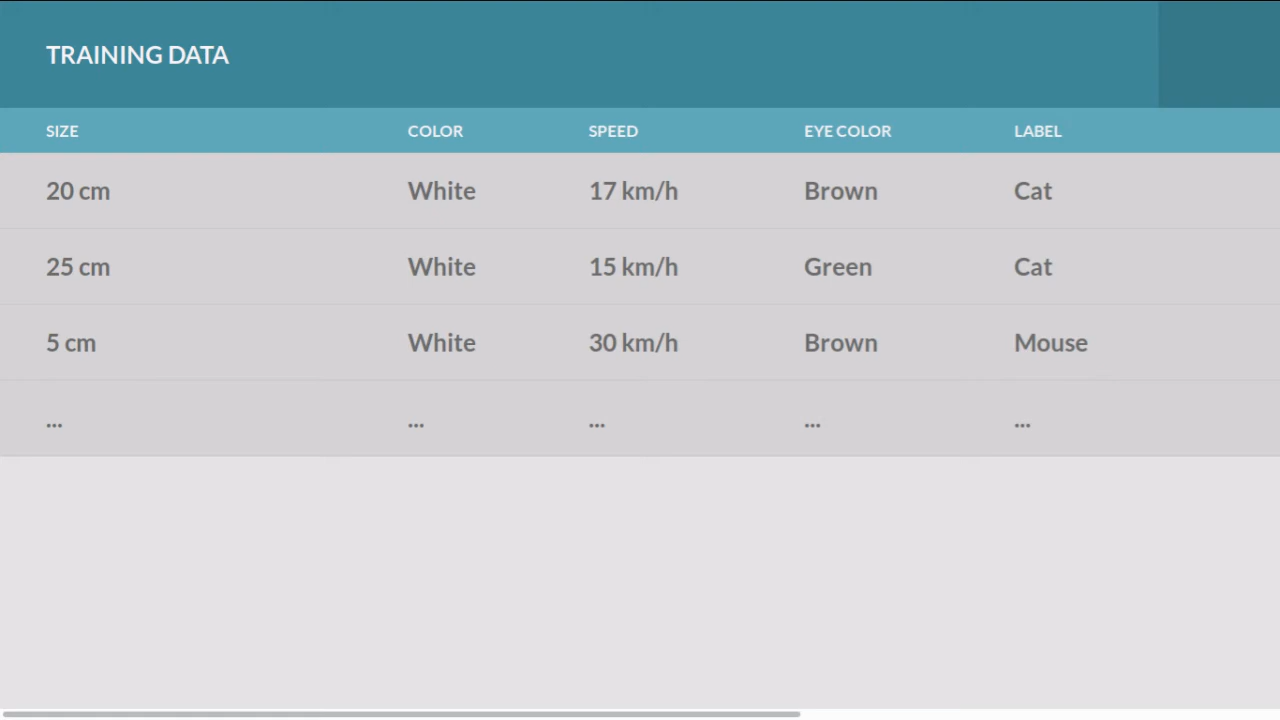 TRAINING DATA
SIZE COLOR SPEED EYE COLOR LABEL
20 cm White 17 km/h Brown Cat
25 cm White 15 km/h Green Cat
5 cm White 30 km/h Brown Mouse
... ... ... ... ...